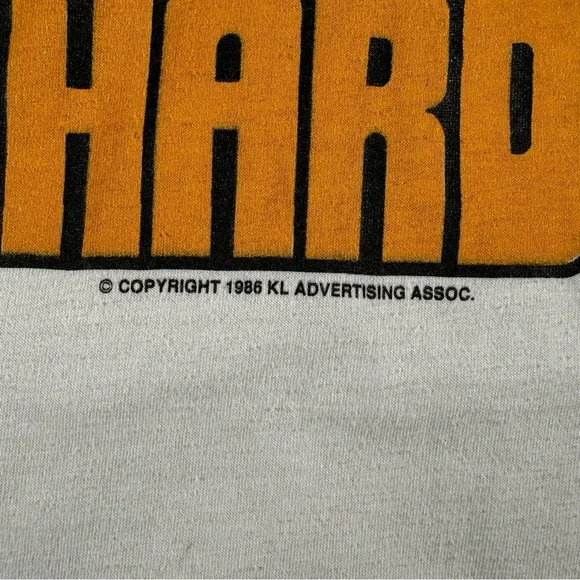 HARD
© COPYRIGHT 1986 KL ADVERTISING ASSOC.